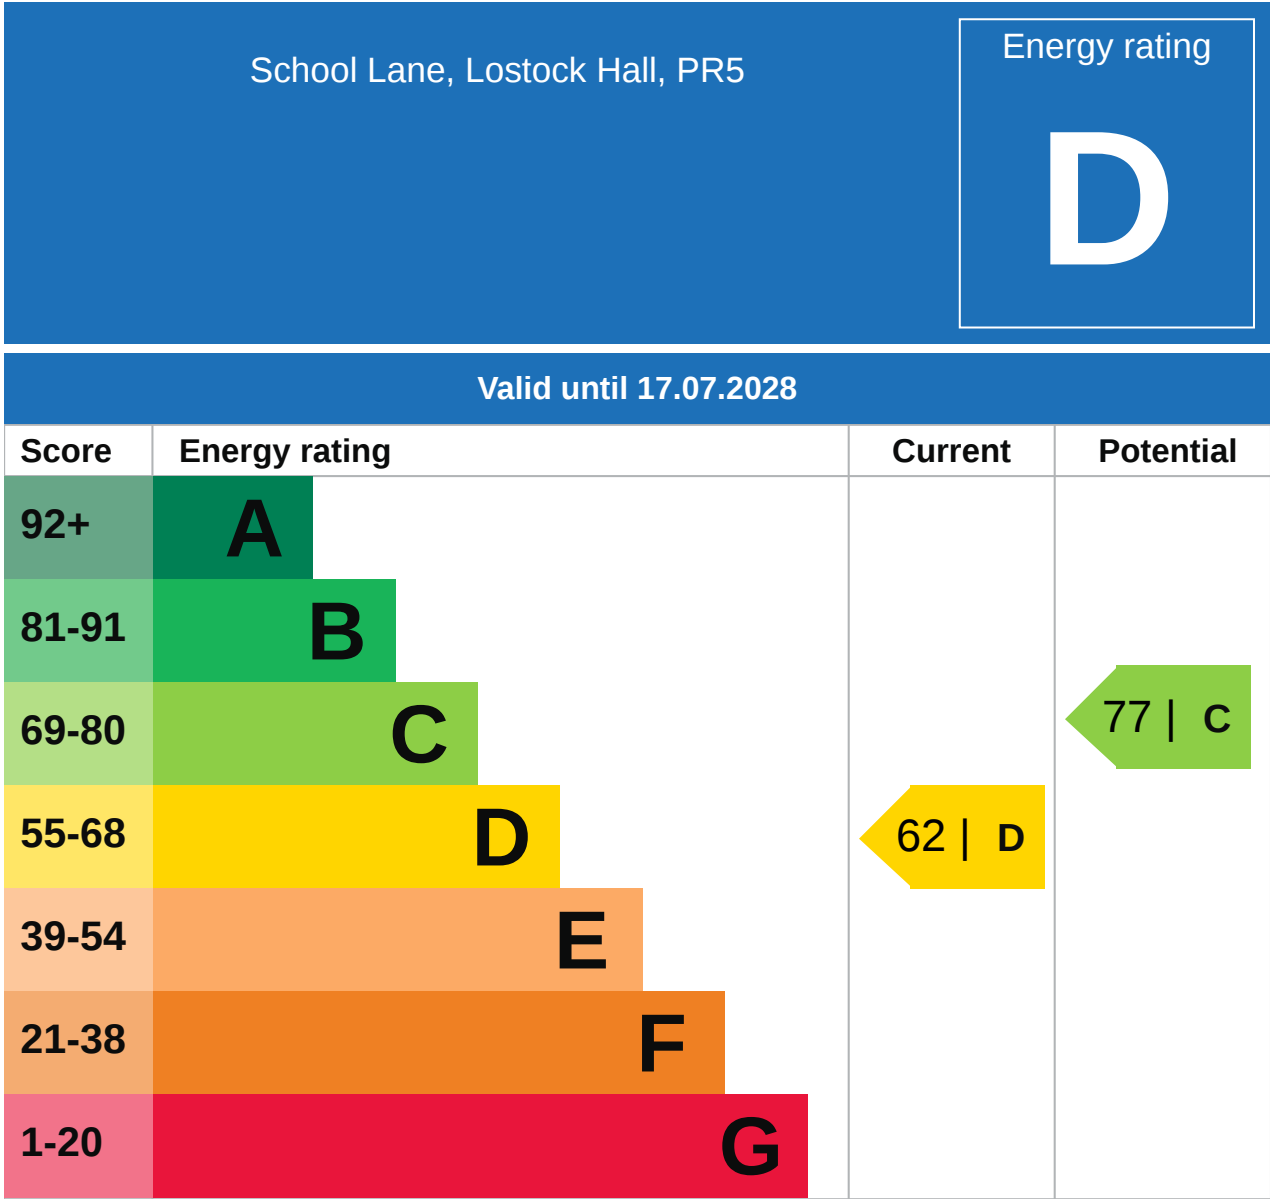 School Lane, Lostock Hall, PR5
Energy rating
D
Valid until 17.07.2028
Score Energy rating Current Potential
92+ A
81-91 B
69-80 C 77 | C
55-68 D 62 | D
39-54 E
21-38 F
1-20 G